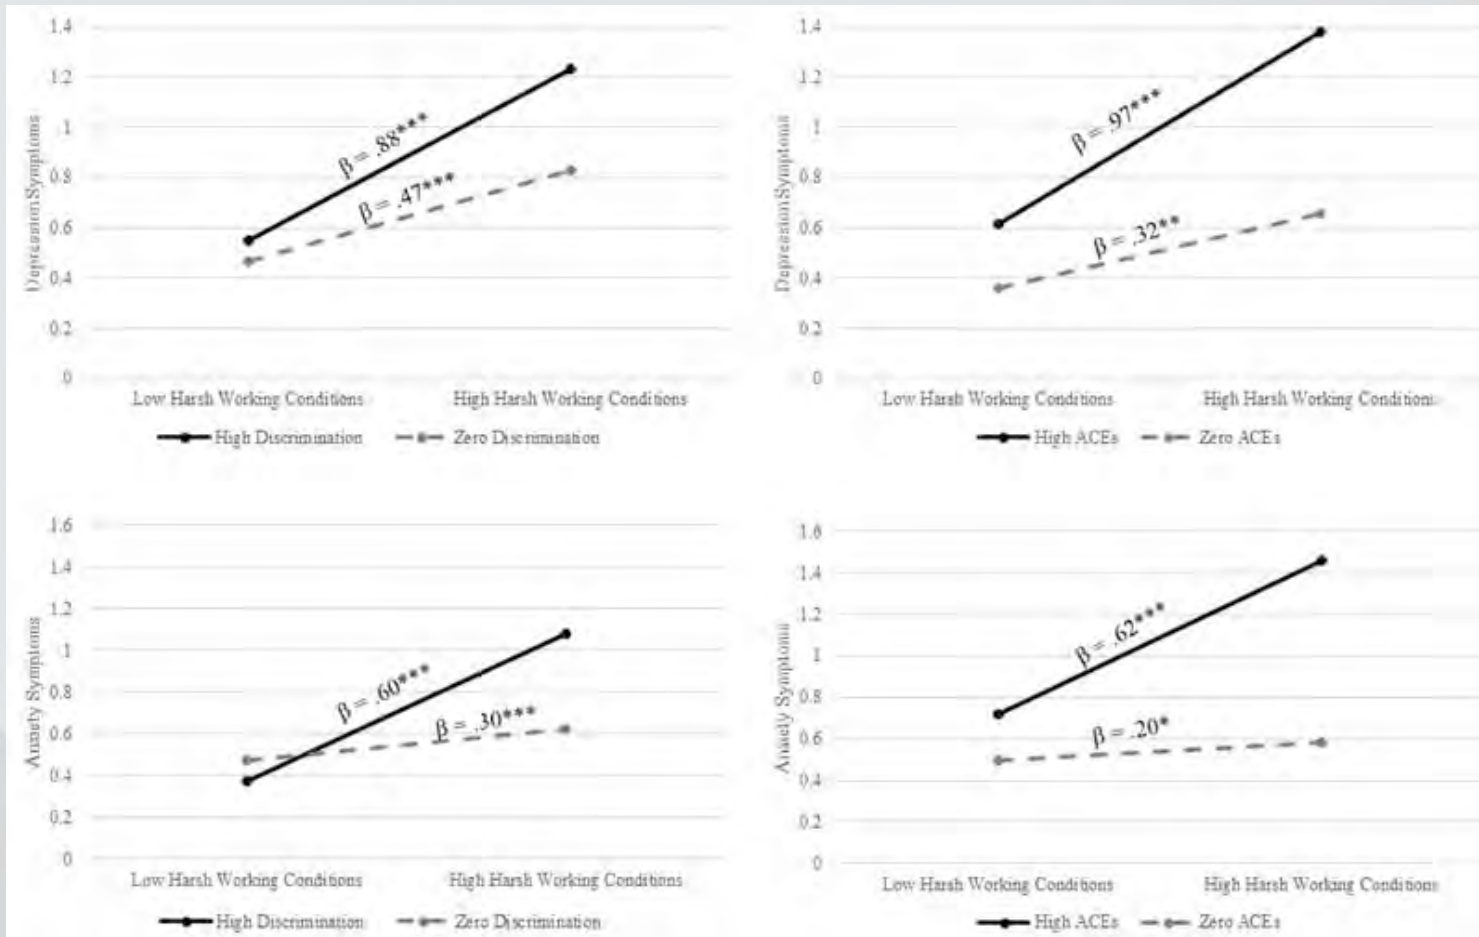 1.4
1.2
1
0.8
0.6
0.4
0.2
0
Depression Symptoms
β = .88***
β = .47***
Low Harsh Working Conditions High Harsh Working Conditions
High Discrimination Zero Discrimination
1.4
1.2
1
0.8
0.6
0.4
0.2
0
Depression Symptoms
β = .97***
β = .32**
Low Harsh Working Conditions High Harsh Working Conditions
High ACEs Zero ACEs
1.6
1.4
1.2
1
0.8
0.6
0.4
0.2
0
Anxiety Symptoms
β = .60***
β = .30***
Low Harsh Working Conditions High Harsh Working Conditions
High Discrimination Zero Discrimination
1.6
1.4
1.2
1
0.8
0.6
0.4
0.2
0
Anxiety Symptoms
β = .62***
β = .20*
Low Harsh Working Conditions High Harsh Working Conditions
High ACEs Zero ACEs